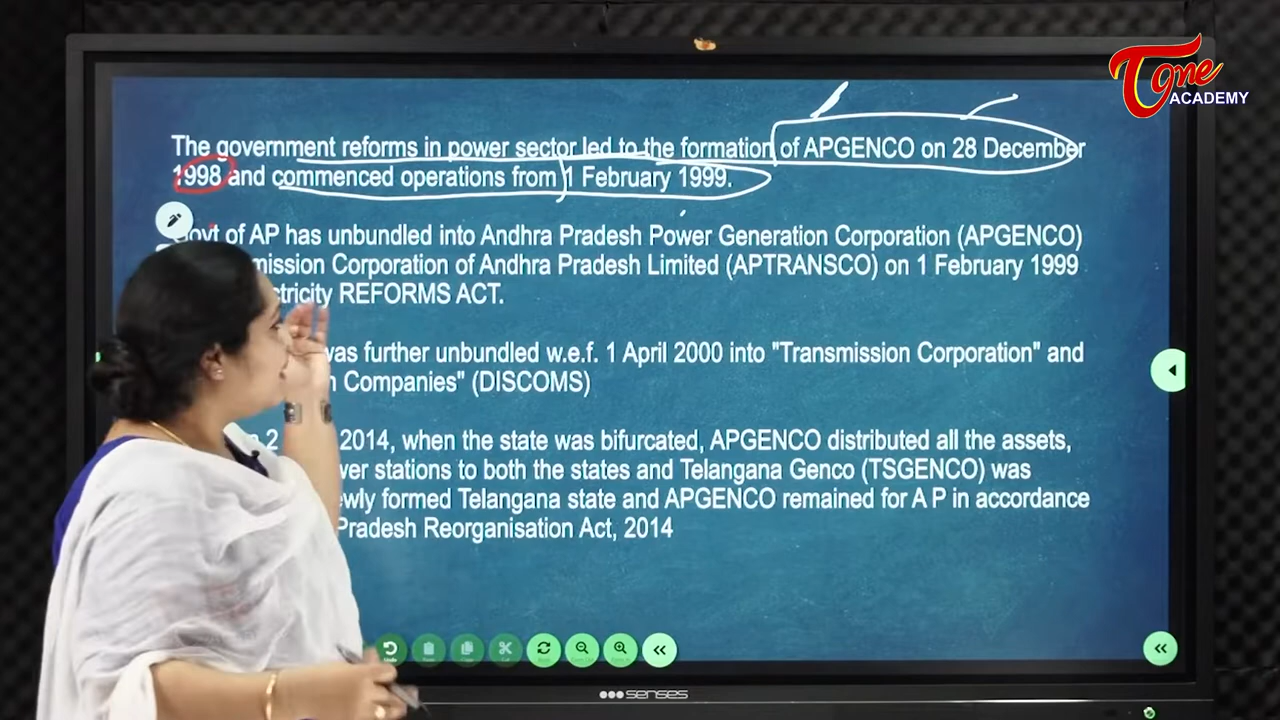 Tone
ACADEMY
The government reforms in power sector led to the formation of APGENCO on 28 December
1998 and commenced operations from 1 February 1999.
Govt of AP has unbundled into Andhra Pradesh Power Generation Corporation (APGENCO)
mission Corporation of Andhra Pradesh Limited (APTRANSCO) on 1 February 1999
ctricity REFORMS ACT.
was further unbundled w.e.f. 1 April 2000 into "Transmission Corporation" and
n Companies" (DISCOMS)
2 2014, when the state was bifurcated, APGENCO distributed all the assets,
wer stations to both the states and Telangana Genco (TSGENCO) was
ewly formed Telangana state and APGENCO remained for A P in accordance
Pradesh Reorganisation Act, 2014
Undo
senses